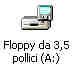 Floppy da 3,5
pollici (A:)